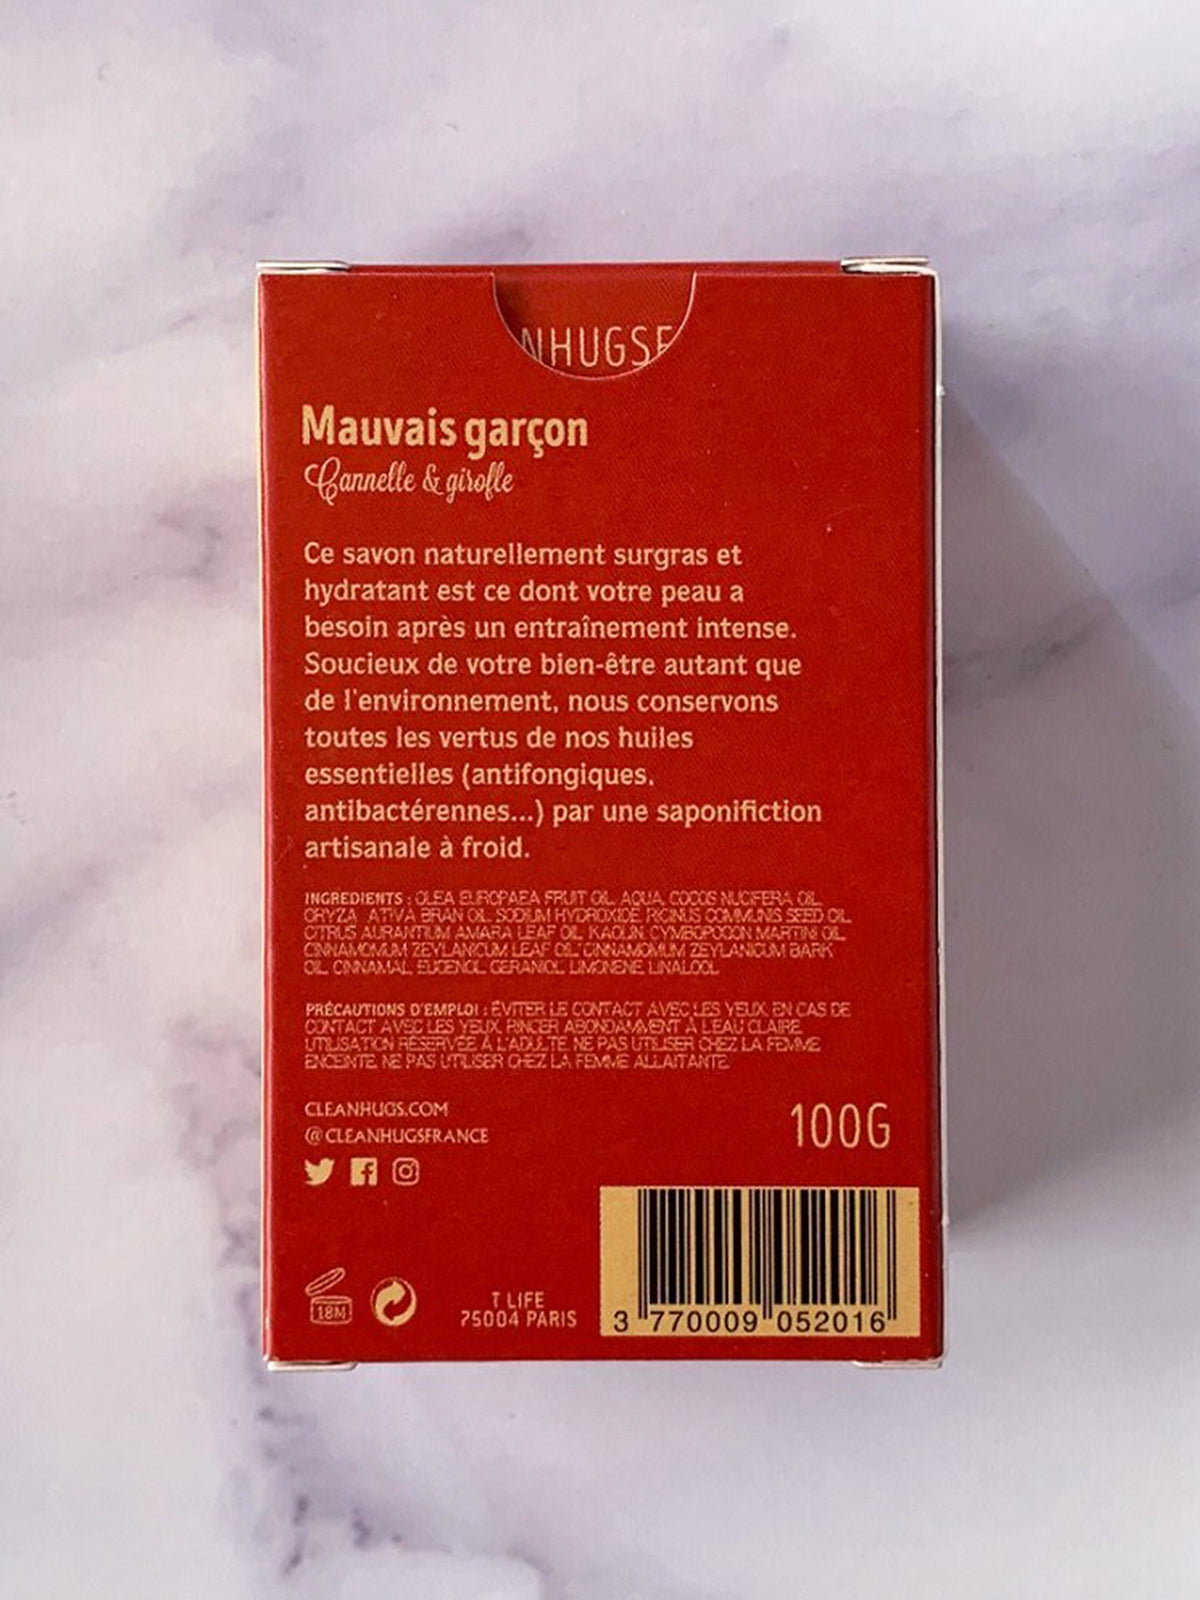 NHUGSF
Mauvais garçon
Cannelle & girofle
Ce savon naturellement surgras et
hydratant est ce dont votre peau a
besoin après un entraînement intense.
Soucieux de votre bien-être autant que
de l'environnement, nous conservons
toutes les vertus de nos huiles
essentielles (antifongiques,
antibactérennes...) par une saponifiction
artisanale à froid.
INGREDIENTS : OLEA EUROPAEA FRUIT OIL, AQUA, COCOS NUCIFERA OIL,
ORYZA ATIVA BRAN OIL, SODIUM HYDROXIDE, RICINUS COMMUNIS SEED OIL,
CITRUS AURANTIUM AMARA LEAF OIL, KAOLIN, CYMBOPOGON MARTINI OIL,
CINNAMOMUM ZEYLANICUM LEAF OIL, CINNAMOMUM ZEYLANICUM BARK
OIL, CINNAMAL, EUGENOL, GERANIOL, LIMONENE, LINALOOL.
PRÉCAUTIONS D'EMPLOI : ÉVITER LE CONTACT AVEC LES YEUX. EN CAS DE
CONTACT AVEC LES YEUX, RINCER ABONDAMMENT À L'EAU CLAIRE.
UTILISATION RÉSERVÉE À L'ADULTE. NE PAS UTILISER CHEZ LA FEMME
ENCEINTE. NE PAS UTILISER CHEZ LA FEMME ALLAITANTE.
CLEANHUGS.COM
@CLEANHUGSFRANCE
100G
18M
T LIFE
75004 PARIS
3 770009 052016